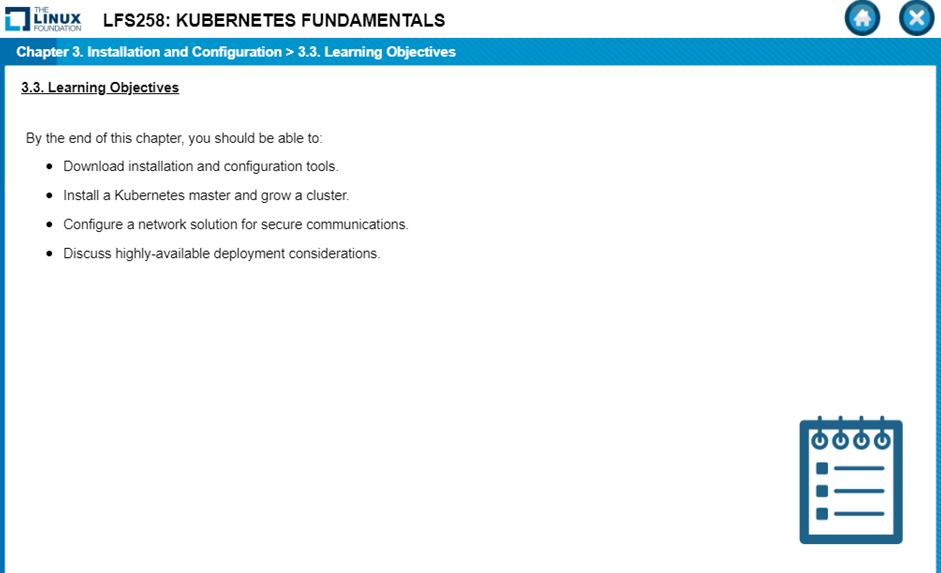 THE
LINUX
FOUNDATION
LFS258: KUBERNETES FUNDAMENTALS
Chapter 3. Installation and Configuration > 3.3. Learning Objectives
3.3. Learning Objectives
By the end of this chapter, you should be able to:
• Download installation and configuration tools.
• Install a Kubernetes master and grow a cluster.
• Configure a network solution for secure communications.
• Discuss highly-available deployment considerations.